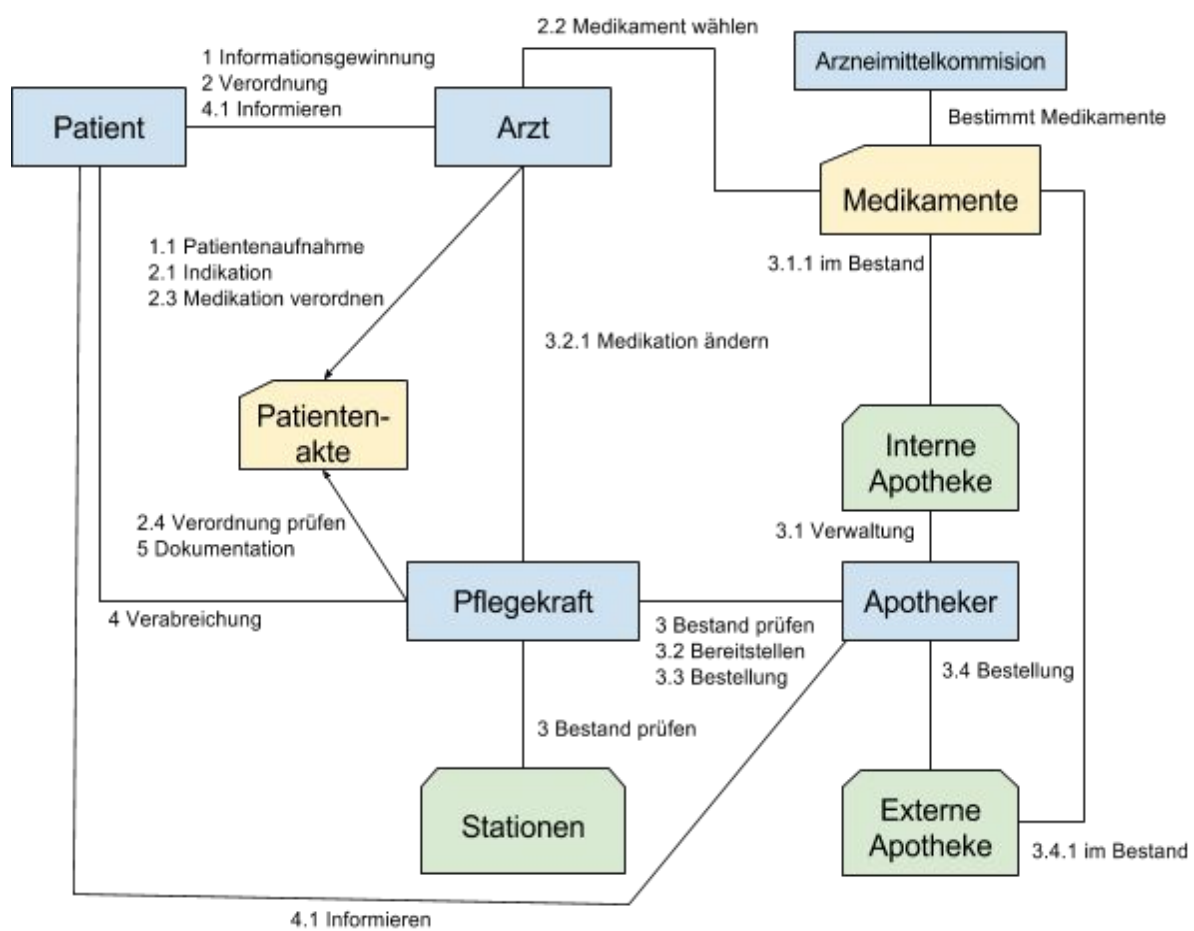 2.2 Medikament wählen
1 Informationsgewinnung
2 Verordnung
4.1 Informieren
Arzneimittelkommision
Patient
Arzt
Bestimmt Medikamente
Medikamente
1.1 Patientenaufnahme
2.1 Indikation
2.3 Medikation verordnen
3.1.1 im Bestand
3.2.1 Medikation ändern
Patienten-
akte
Interne
Apotheke
2.4 Verordnung prüfen
5 Dokumentation
3.1 Verwaltung
Pflegekraft
Apotheker
4 Verabreichung
3 Bestand prüfen
3.2 Bereitstellen
3.3 Bestellung
3.4 Bestellung
3 Bestand prüfen
Stationen
Externe
Apotheke
3.4.1 im Bestand
4.1 Informieren